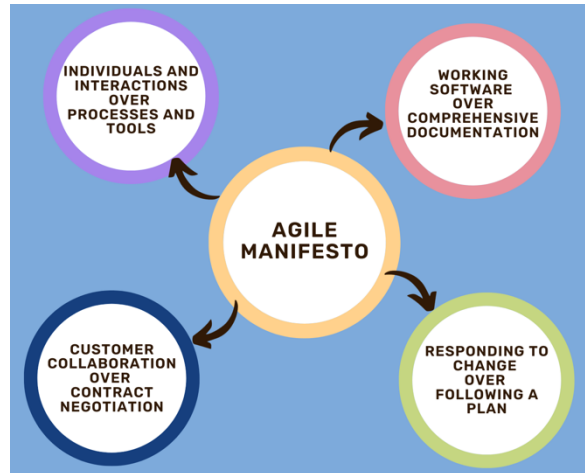 INDIVIDUALS AND
INTERACTIONS
OVER
PROCESSES AND
TOOLS
WORKING
SOFTWARE
OVER
COMPREHENSIVE
DOCUMENTATION
AGILE
MANIFESTO
CUSTOMER
COLLABORATION
OVER
CONTRACT
NEGOTIATION
RESPONDING TO
CHANGE
OVER
FOLLOWING A
PLAN